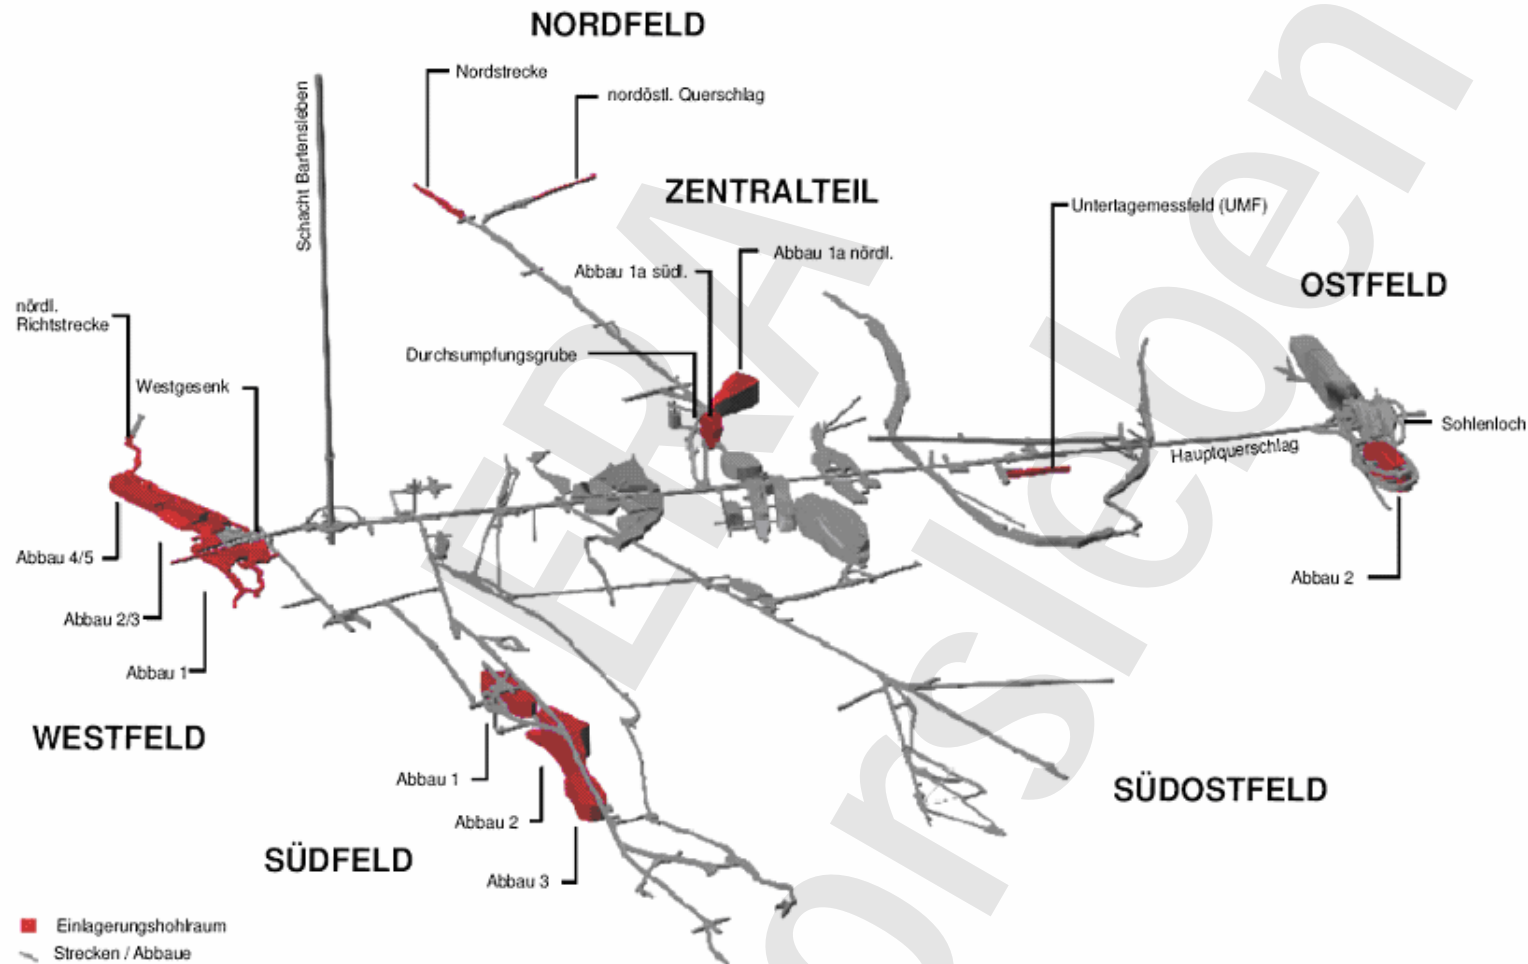 NORDFELD
Nordstrecke
nordöstl. Querschlag
Schacht Bartensleben
ZENTRALTEIL
Untertagemessfeld (UMF)
Abbau 1a nördl.
Abbau 1a südl.
OSTFELD
nördl.
Richtstrecke
Durchsumpfungsgrube
Westgesenk
Sohlenloch
Hauptquerschlag
Abbau 4/5
Abbau 2
Abbau 2/3
Abbau 1
WESTFELD
Abbau 1
SÜDOSTFELD
Abbau 2
SÜDFELD
Abbau 3
Einlagerungshohlraum
Strecken / Abbaue
ERA
orsleben